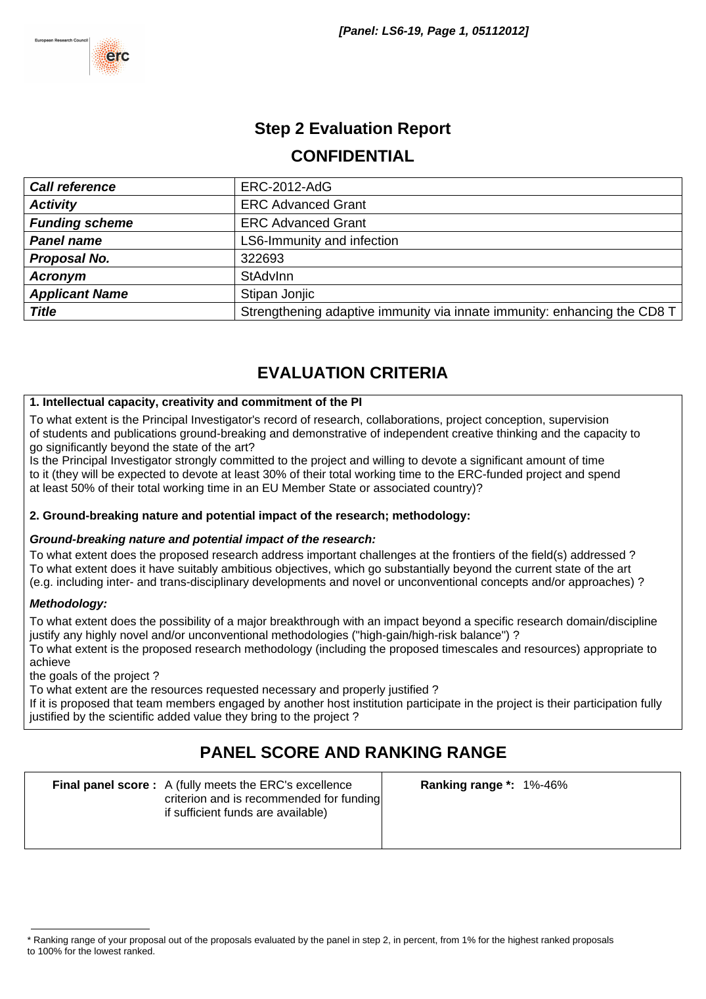 [Panel: LS6-19, Page 1, 05112012]
European Research Council
erc
Step 2 Evaluation Report
CONFIDENTIAL
Call reference ERC-2012-AdG
Activity ERC Advanced Grant
Funding scheme ERC Advanced Grant
Panel name LS6-Immunity and infection
Proposal No. 322693
Acronym StAdvInn
Applicant Name Stipan Jonjic
Title Strengthening adaptive immunity via innate immunity: enhancing the CD8 T
EVALUATION CRITERIA
1. Intellectual capacity, creativity and commitment of the PI
To what extent is the Principal Investigator's record of research, collaborations, project conception, supervision
of students and publications ground-breaking and demonstrative of independent creative thinking and the capacity to
go significantly beyond the state of the art?
Is the Principal Investigator strongly committed to the project and willing to devote a significant amount of time
to it (they will be expected to devote at least 30% of their total working time to the ERC-funded project and spend
at least 50% of their total working time in an EU Member State or associated country)?
2. Ground-breaking nature and potential impact of the research; methodology:
Ground-breaking nature and potential impact of the research:
To what extent does the proposed research address important challenges at the frontiers of the field(s) addressed ?
To what extent does it have suitably ambitious objectives, which go substantially beyond the current state of the art
(e.g. including inter- and trans-disciplinary developments and novel or unconventional concepts and/or approaches) ?
Methodology:
To what extent does the possibility of a major breakthrough with an impact beyond a specific research domain/discipline
justify any highly novel and/or unconventional methodologies ("high-gain/high-risk balance") ?
To what extent is the proposed research methodology (including the proposed timescales and resources) appropriate to
achieve
the goals of the project ?
To what extent are the resources requested necessary and properly justified ?
If it is proposed that team members engaged by another host institution participate in the project is their participation fully
justified by the scientific added value they bring to the project ?
PANEL SCORE AND RANKING RANGE
Final panel score : A (fully meets the ERC's excellence
criterion and is recommended for funding
if sufficient funds are available)
Ranking range *: 1%-46%
* Ranking range of your proposal out of the proposals evaluated by the panel in step 2, in percent, from 1% for the highest ranked proposals
to 100% for the lowest ranked.